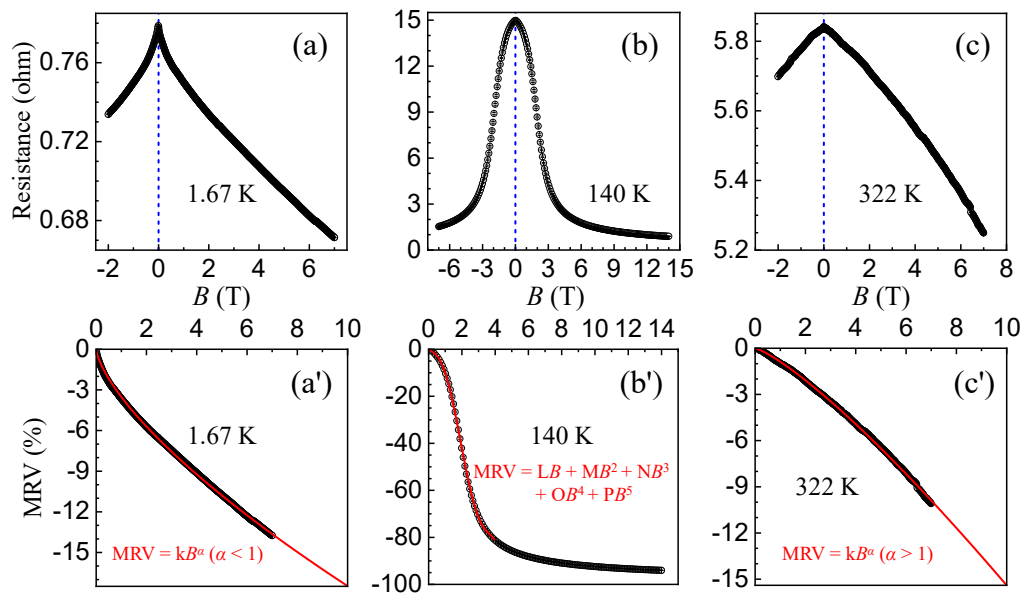 (a)
(b)
(c)
Resistance (ohm)
0.76
0.72
0.68
1.67 K
-2 0 2 4 6
B (T)
15
12
9
6
3
0
140 K
-6 -3 0 3 6 9 12 15
B (T)
5.8
5.6
5.4
5.2
322 K
-2 0 2 4 6 8
B (T)
0 2 4 6 8 10
(a')
MRV (%)
0
-3
-6
-9
-12
-15
1.67 K
MRV = kBᵅ (α < 1)
0 2 4 6 8 10 12 14
(b')
0
-20
-40
-60
-80
-100
140 K
MRV = LB + MB² + NB³
+ OB⁴ + PB⁵
0 2 4 6 8 10
(c')
0
-3
-6
-9
-12
-15
322 K
MRV = kBᵅ (α > 1)